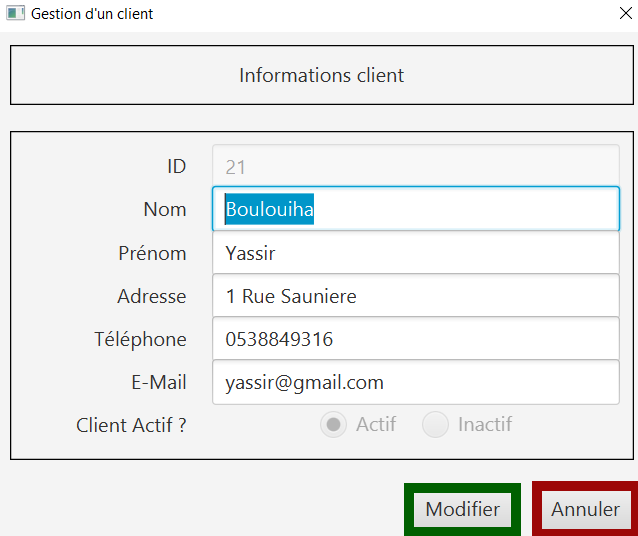 Gestion d'un client
Informations client
ID 21
Nom Boulouiha
Prénom Yassir
Adresse 1 Rue Sauniere
Téléphone 0538849316
E-Mail yassir@gmail.com
Client Actif ? Actif Inactif
Modifier Annuler